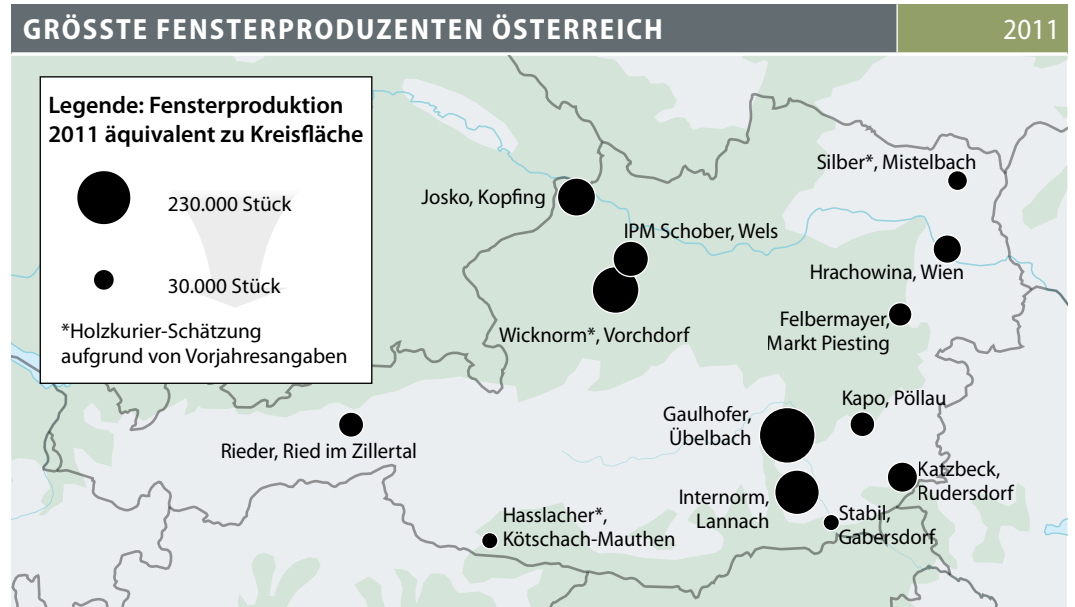 GRÖSSTE FENSTERPRODUZENTEN ÖSTERREICH
2011
Legende: Fensterproduktion
2011 äquivalent zu Kreisfläche
230.000 Stück
30.000 Stück
*Holzkurier-Schätzung
aufgrund von Vorjahresangaben
Silber*, Mistelbach
Josko, Kopfing
IPM Schober, Wels
Hrachowina, Wien
Wicknorm*, Vorchdorf
Felbermayer,
Markt Piesting
Kapo, Pöllau
Gaulhofer,
Übelbach
Rieder, Ried im Zillertal
Katzbeck,
Rudersdorf
Internorm,
Lannach
Stabil,
Gabersdorf
Hasslacher*,
Kötschach-Mauthen